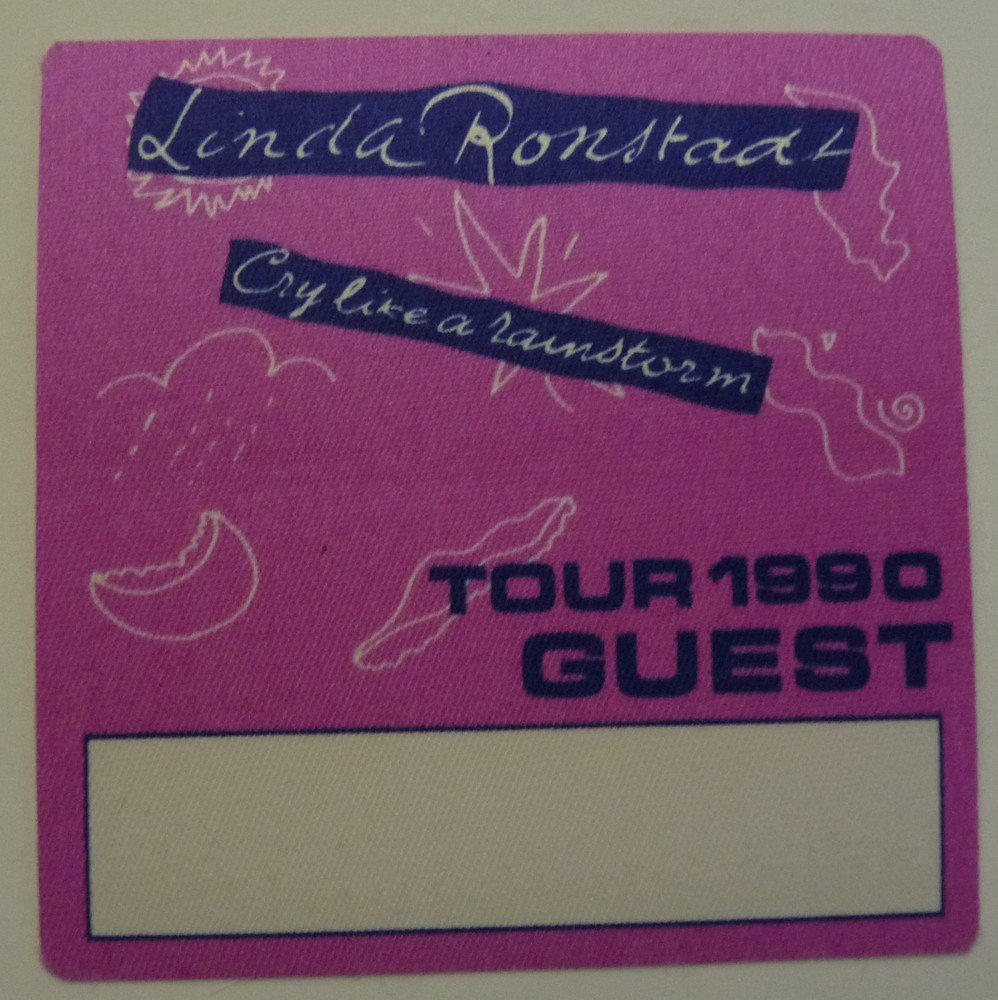 Linda Ronstadt
Cry like a rainstorm
TOUR 1990
GUEST